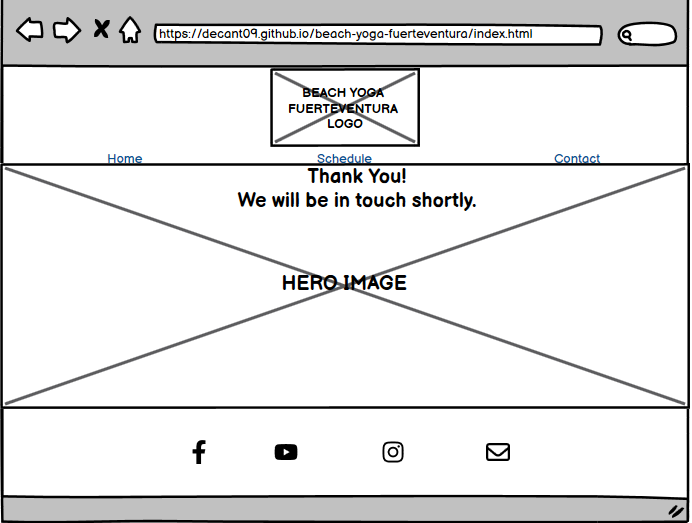 https://decant09.github.io/beach-yoga-fuerteventura/index.html
BEACH YOGA
FUERTEVENTURA
LOGO
Home Schedule Contact
Thank You!
We will be in touch shortly.
HERO IMAGE